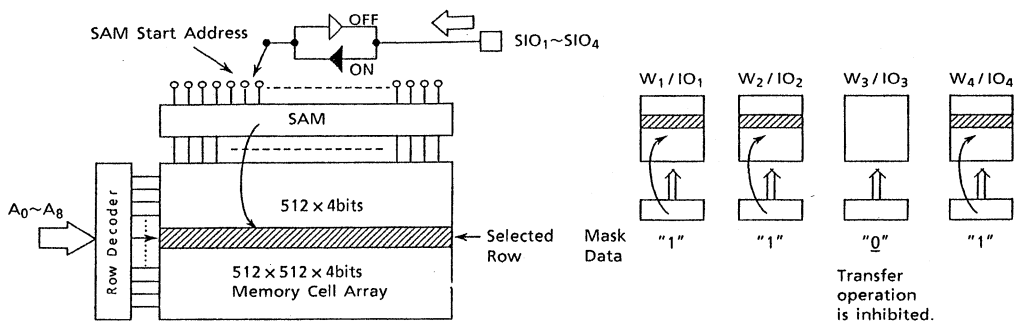 SAM Start Address
OFF
ON
SIO₁~SIO₄
SAM
A₀~A₈
Row Decoder
512 × 4bits
512 × 512 × 4bits
Memory Cell Array
Selected
Row
W₁/IO₁
W₂/IO₂
W₃/IO₃
W₄/IO₄
Mask
Data
"1"
"1"
"0"
"1"
Transfer
operation
is inhibited.